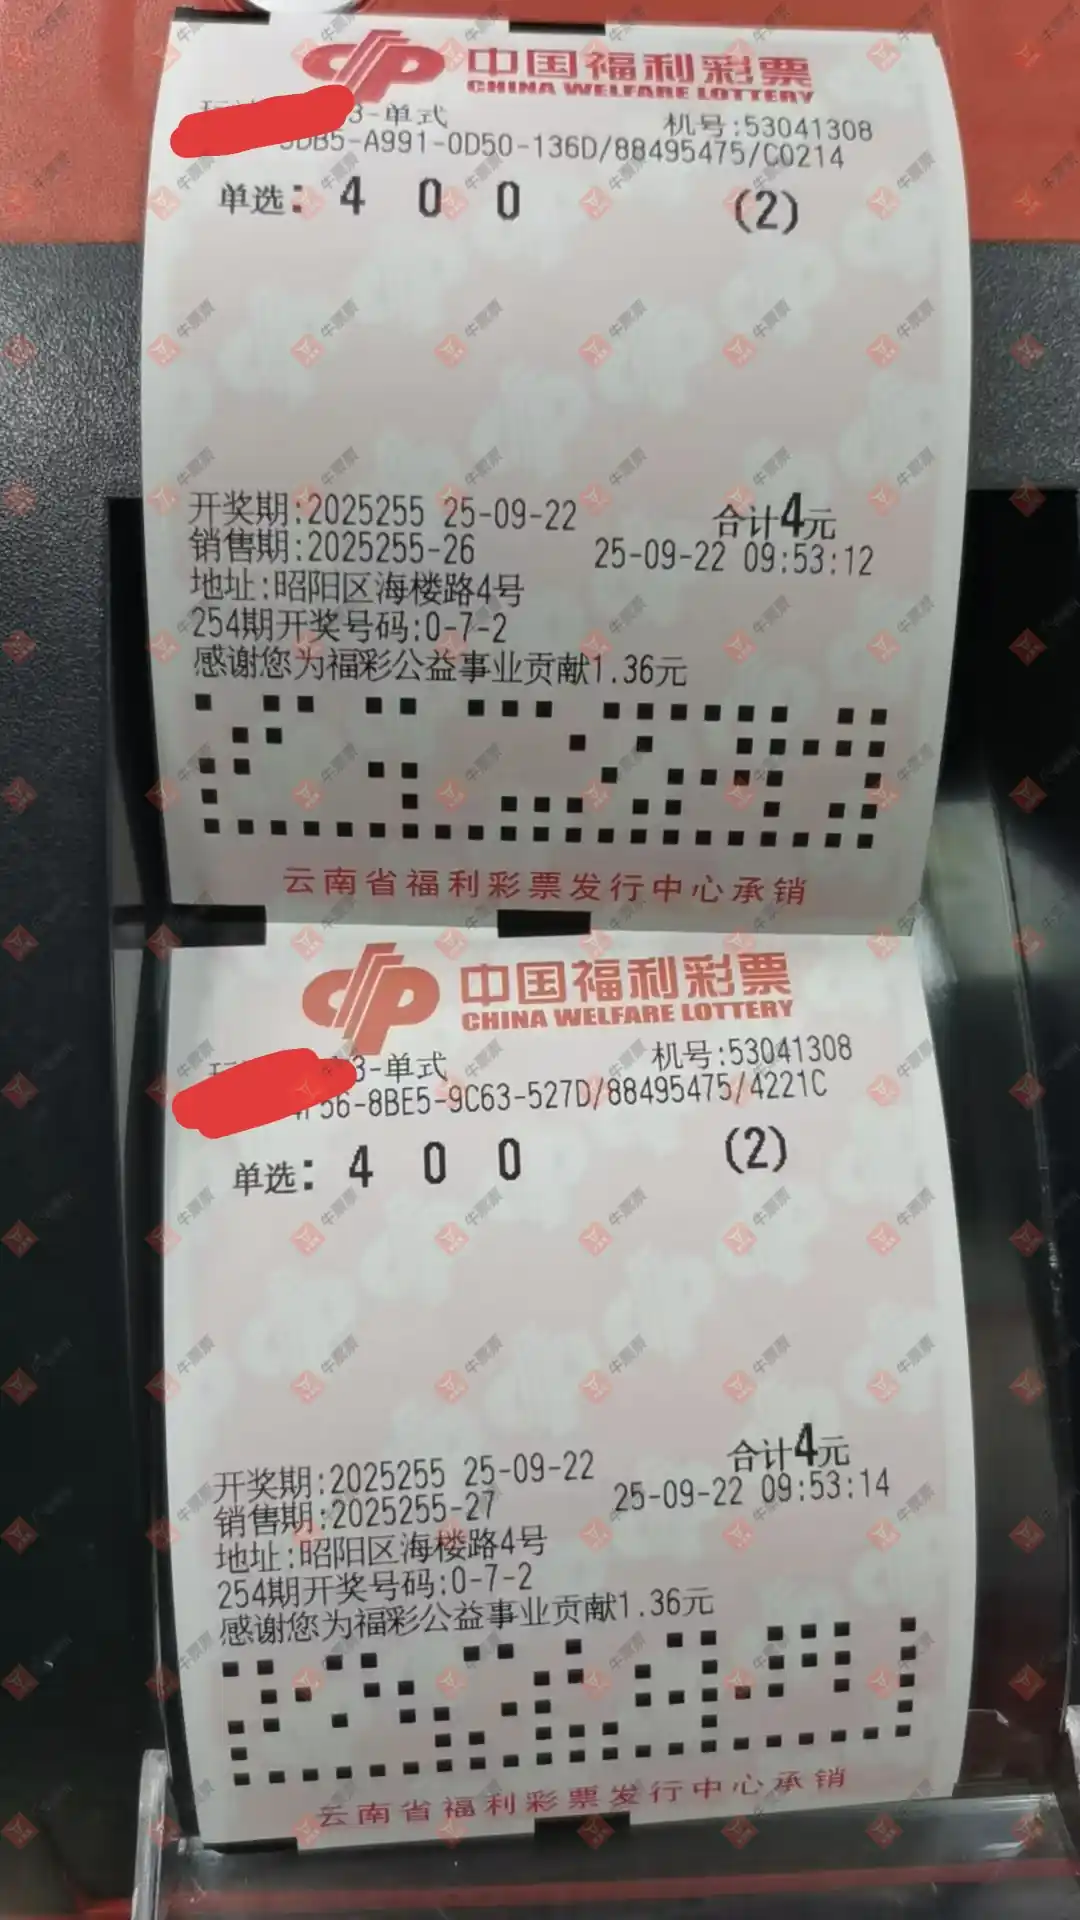 中国福利彩票
CHINA WELFARE LOTTERY
3-单式 机号:53041308
DB5-A991-0D50-136D/88495475/C0214
单选: 4 0 0 (2)
开奖期:2025255 25-09-22 合计4元
销售期:2025255-26 25-09-22 09:53:12
地址:昭阳区海楼路4号
254期开奖号码:0-7-2
感谢您为福彩公益事业贡献1.36元
云南省福利彩票发行中心承销
中国福利彩票
CHINA WELFARE LOTTERY
3-单式 机号:53041308
56-8BE5-9C63-527D/88495475/4221C
单选: 4 0 0 (2)
开奖期:2025255 25-09-22 合计4元
销售期:2025255-27 25-09-22 09:53:14
地址:昭阳区海楼路4号
254期开奖号码:0-7-2
感谢您为福彩公益事业贡献1.36元
云南省福利彩票发行中心承销
牛票票